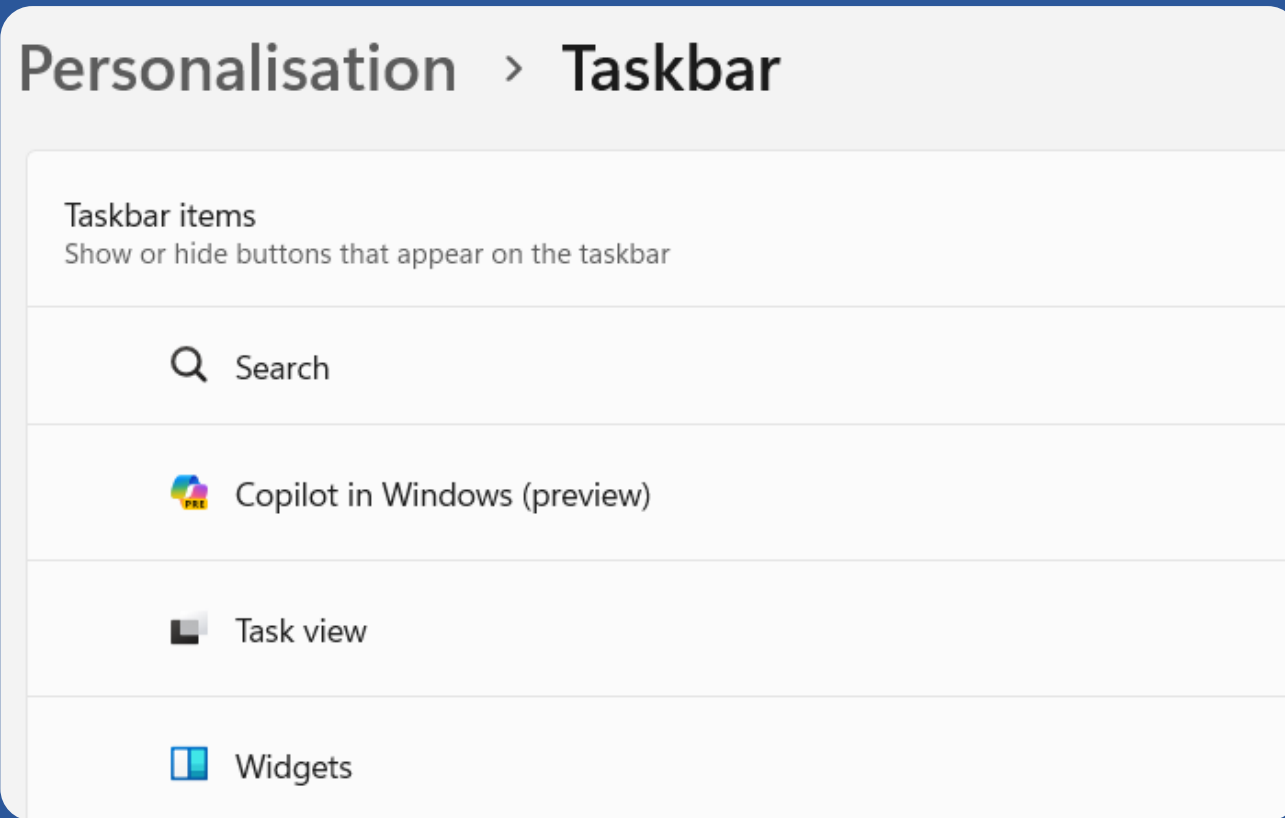 Personalisation > Taskbar
Taskbar items
Show or hide buttons that appear on the taskbar
Search
PRE
Copilot in Windows (preview)
Task view
Widgets